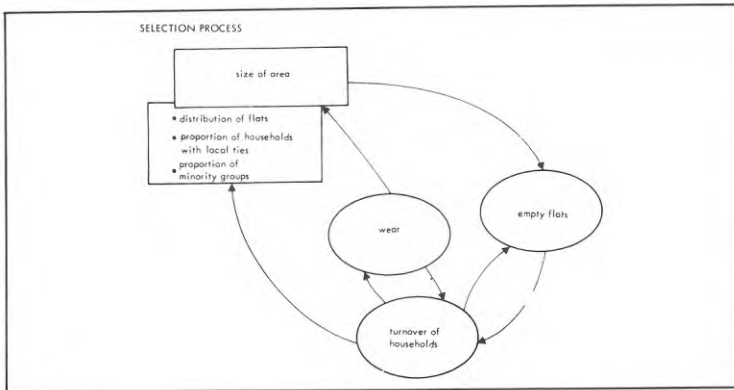 SELECTION PROCESS
size of area
• distribution of flats
• proportion of households
with local ties
• proportion of
minority groups
empty flats
wear
turnover of
households